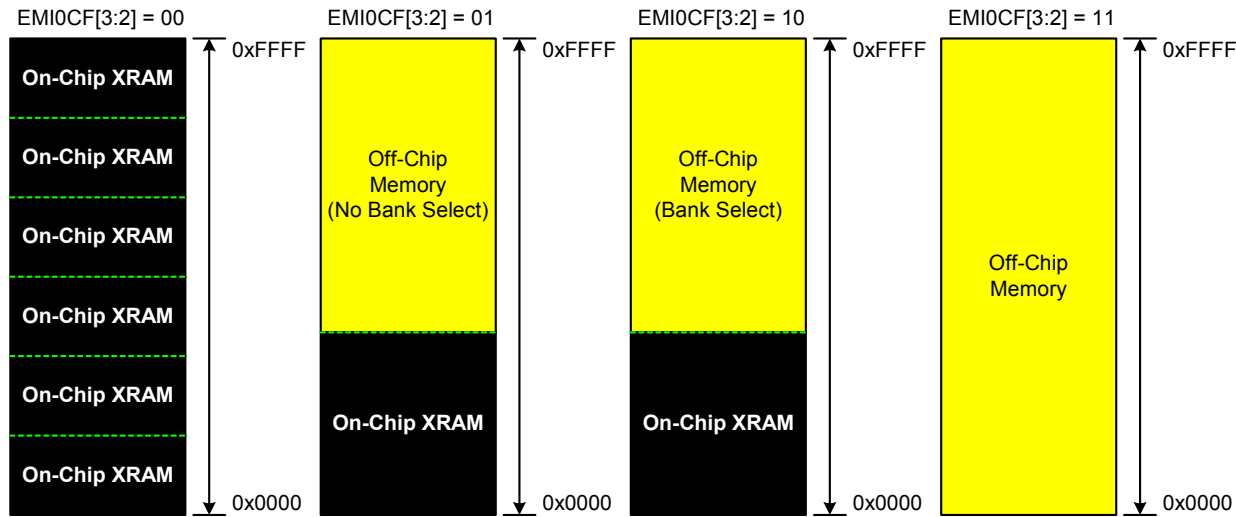 EMI0CF[3:2] = 00
On-Chip XRAM
On-Chip XRAM
On-Chip XRAM
On-Chip XRAM
On-Chip XRAM
On-Chip XRAM
0xFFFF
0x0000
EMI0CF[3:2] = 01
Off-Chip
Memory
(No Bank Select)
On-Chip XRAM
0xFFFF
0x0000
EMI0CF[3:2] = 10
Off-Chip
Memory
(Bank Select)
On-Chip XRAM
0xFFFF
0x0000
EMI0CF[3:2] = 11
Off-Chip
Memory
0xFFFF
0x0000